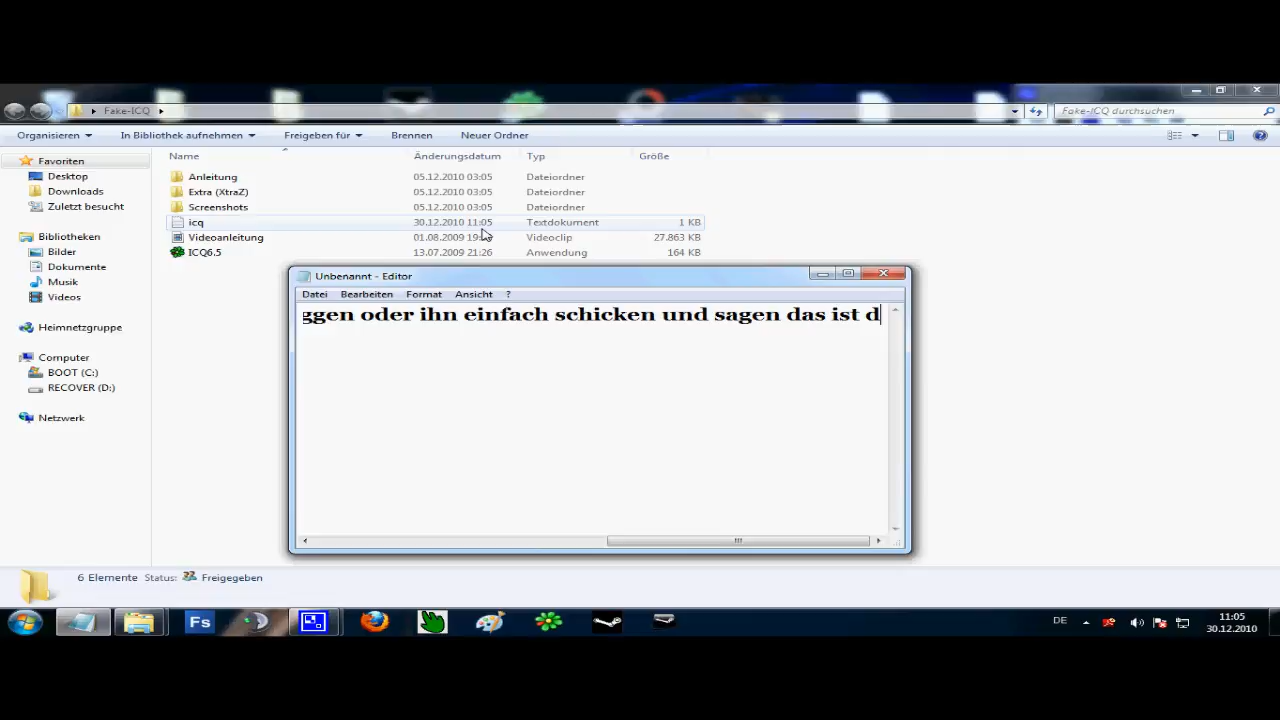 Fake-ICQ
Fake-ICQ durchsuchen
Organisieren
In Bibliothek aufnehmen
Freigeben für
Brennen
Neuer Ordner
Favoriten
Desktop
Downloads
Zuletzt besucht
Bibliotheken
Bilder
Dokumente
Musik
Videos
Heimnetzgruppe
Computer
BOOT (C:)
RECOVER (D:)
Netzwerk
Name Änderungsdatum Typ Größe
Anleitung 05.12.2010 03:05 Dateiordner
Extra (XtraZ) 05.12.2010 03:05 Dateiordner
Screenshots 05.12.2010 03:05 Dateiordner
icq 30.12.2010 11:05 Textdokument 1 KB
Videoanleitung 01.08.2009 Videoclip 27.863 KB
ICQ6.5 13.07.2009 21:26 Anwendung 164 KB
Unbenannt - Editor
Datei Bearbeiten Format Ansicht ?
ggen oder ihn einfach schicken und sagen das ist d
6 Elemente Status: Freigegeben
Fs
DE
11:05
30.12.2010